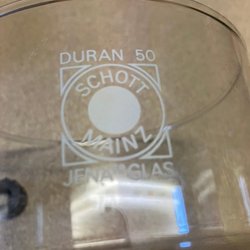 DURAN 50
SCHOTT
MAINZ
JENAer GLAS